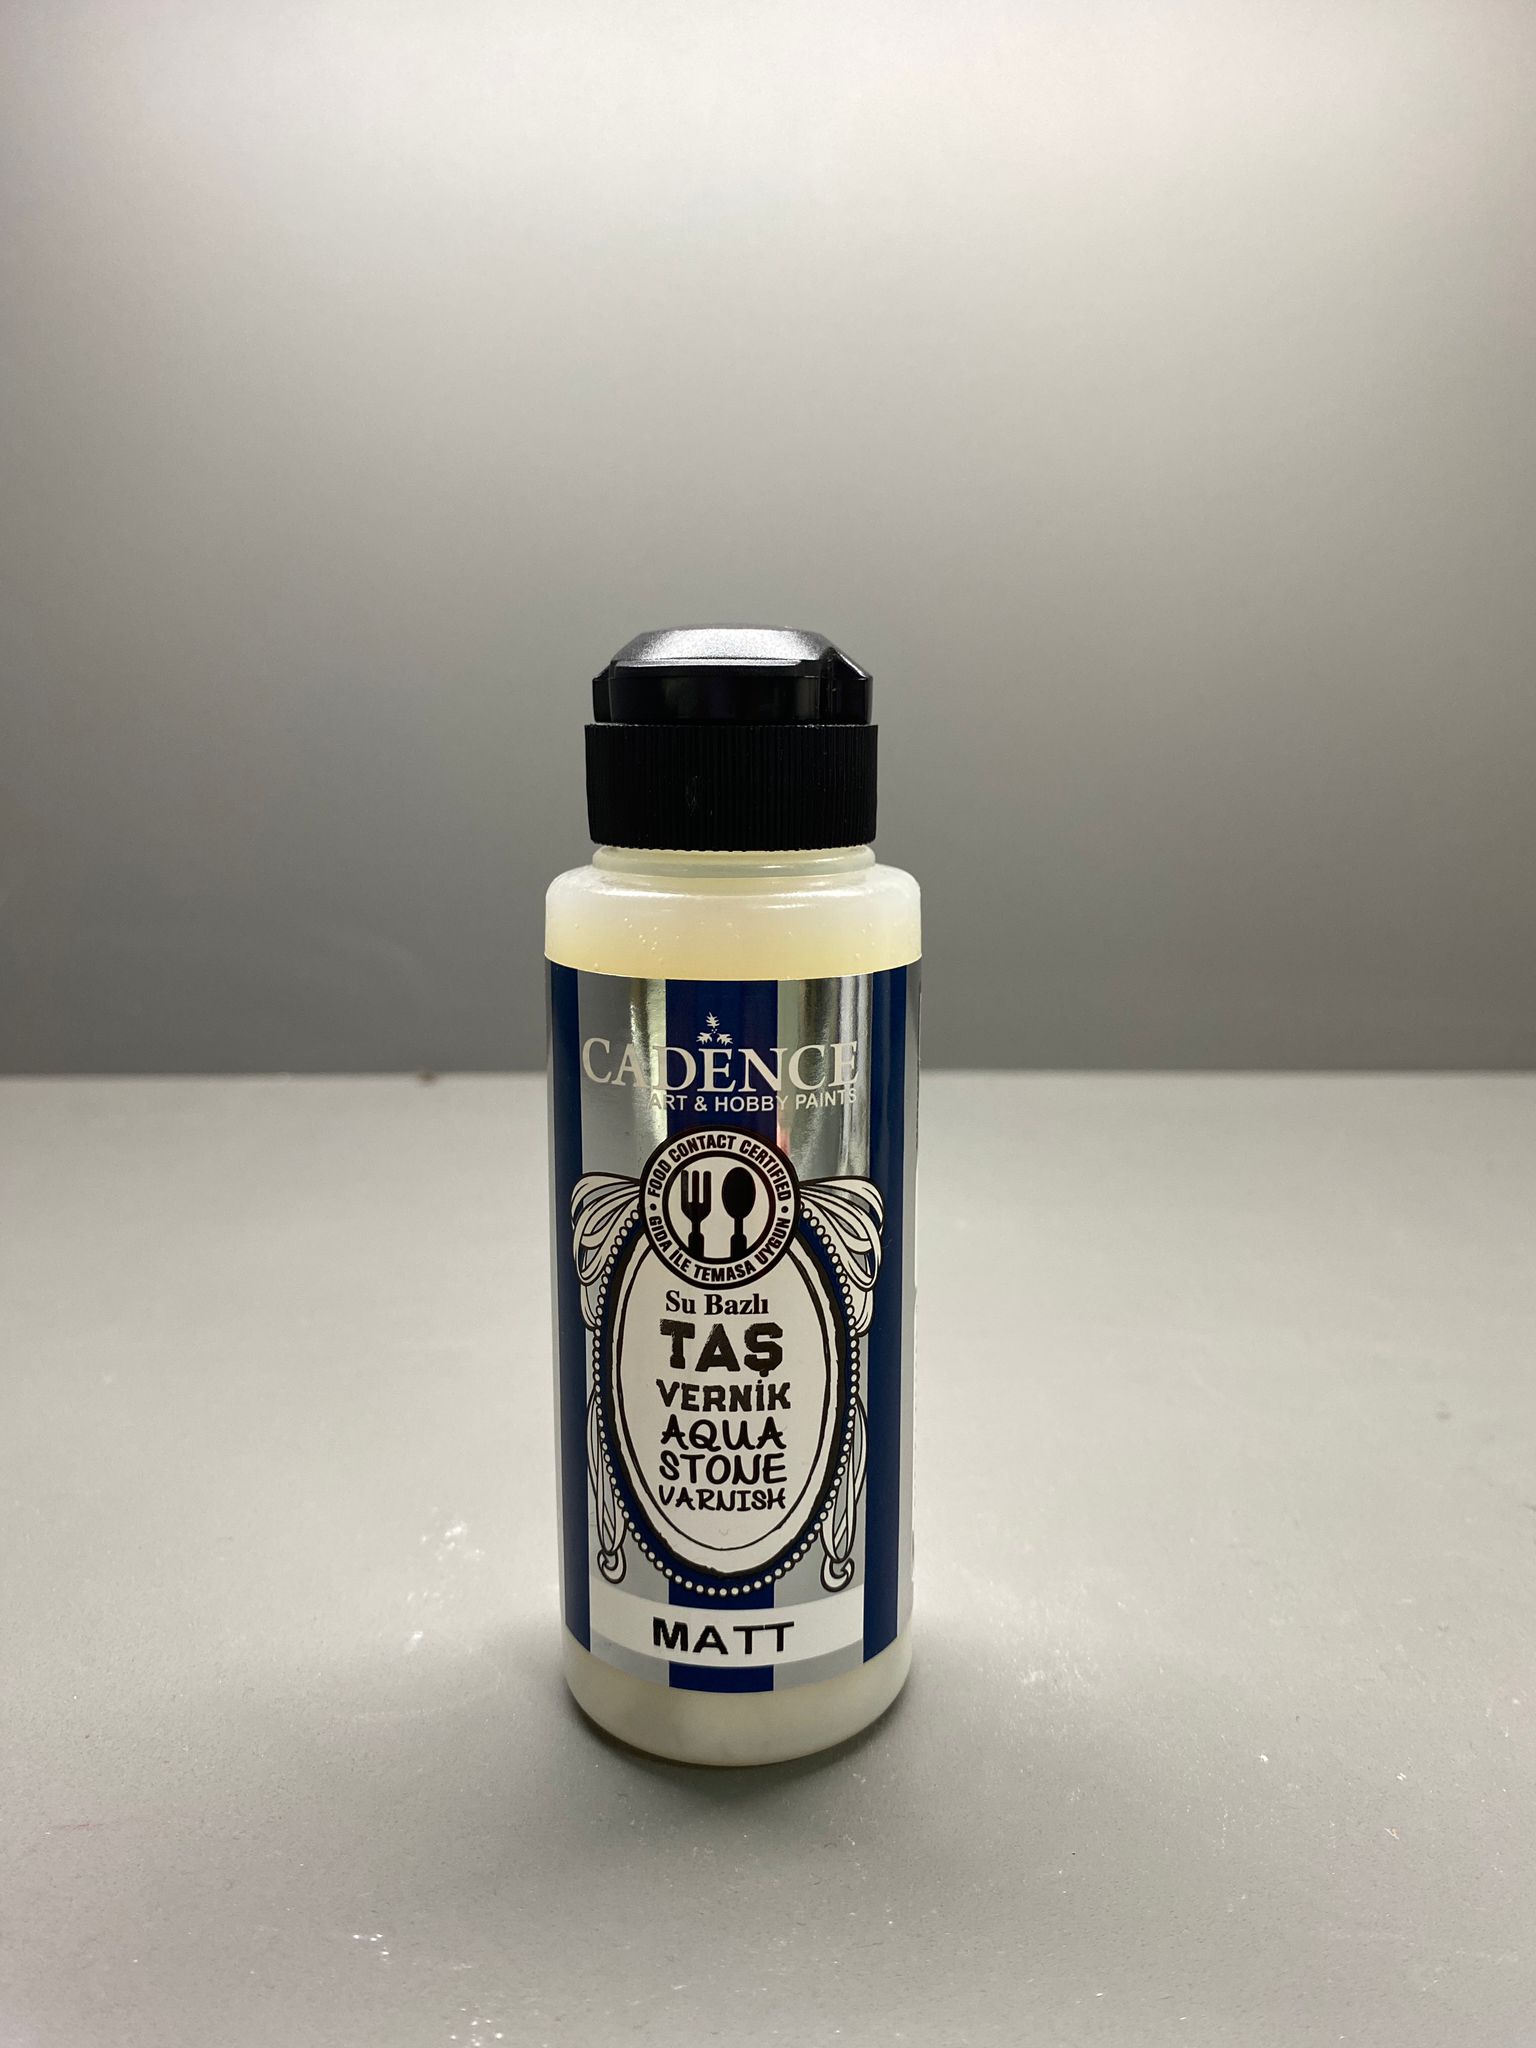 CADENCE
ART & HOBBY PAINTS
• FOOD CONTACT CERTIFIED •
GIDA İLE TEMASA UYGUN
Su Bazlı
TAŞ
VERNİK
AQUA
STONE
VARNISH
MATT